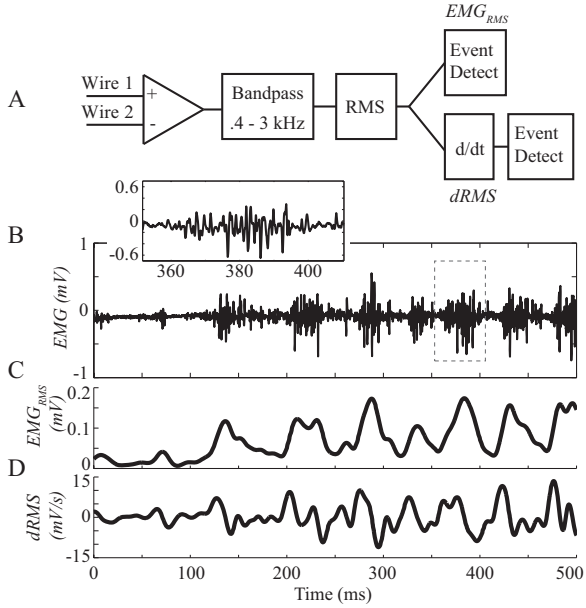 EMG_RMS
A
Wire 1
Wire 2
+
-
Bandpass
.4 - 3 kHz
RMS
Event
Detect
d/dt
Event
Detect
dRMS
0.6
0
-0.6
360
380
400
B
1
0
-1
EMG (mV)
C
0.2
0.1
0
EMG_RMS
(mV)
D
15
0
-15
dRMS
(mV/s)
0
100
200
300
400
500
Time (ms)